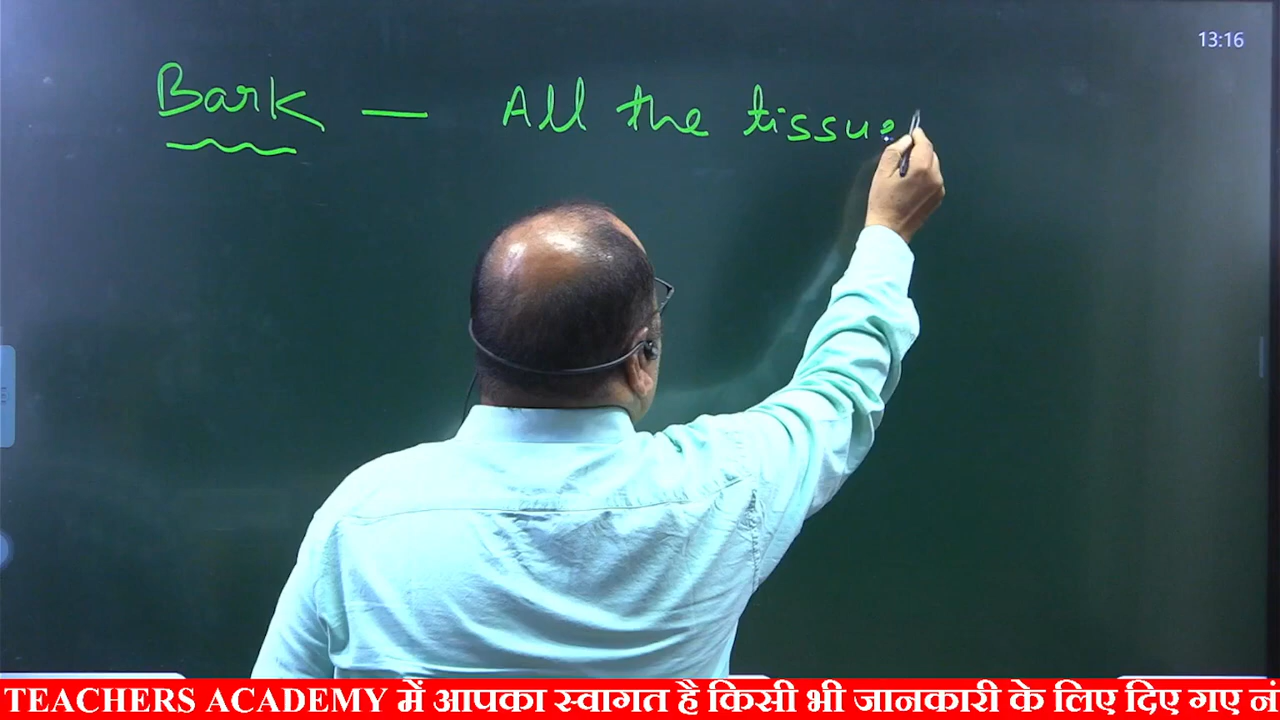 13:16
Bark — All the tissue
TEACHERS ACADEMY में आपका स्वागत है किसी भी जानकारी के लिए दिए गए नं